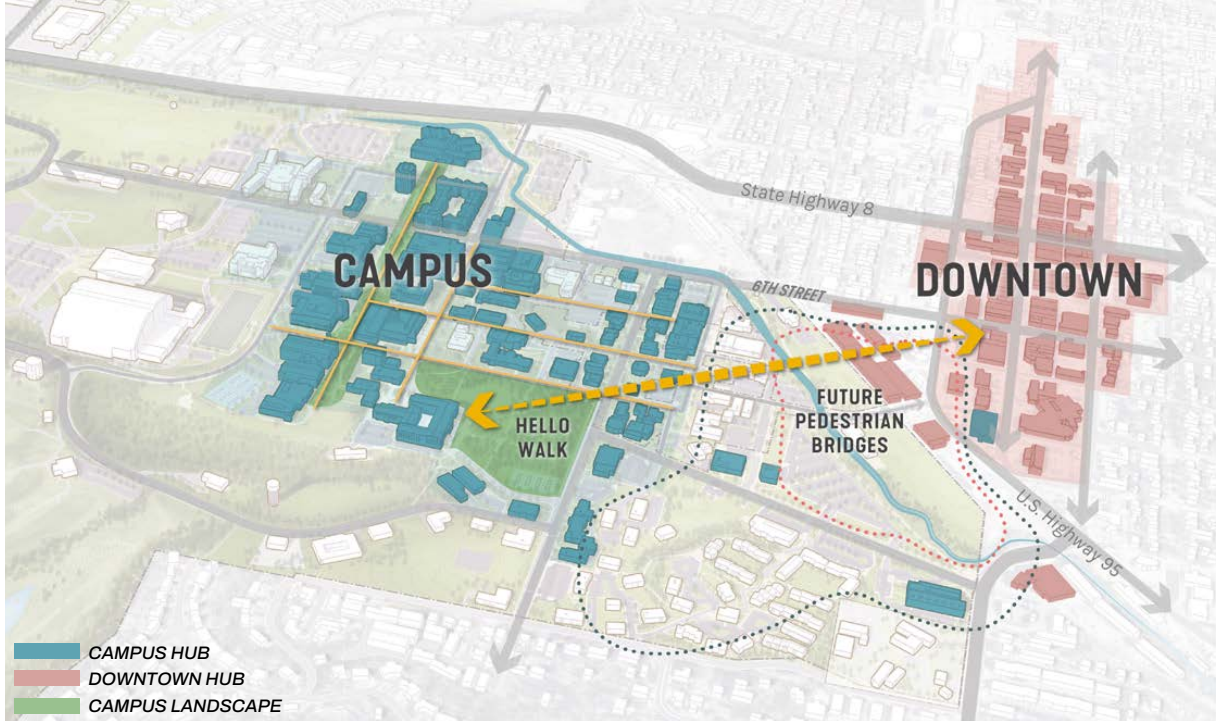 State Highway 8
CAMPUS
DOWNTOWN
6TH STREET
FUTURE
PEDESTRIAN
BRIDGES
HELLO
WALK
U.S. Highway 95
CAMPUS HUB
DOWNTOWN HUB
CAMPUS LANDSCAPE